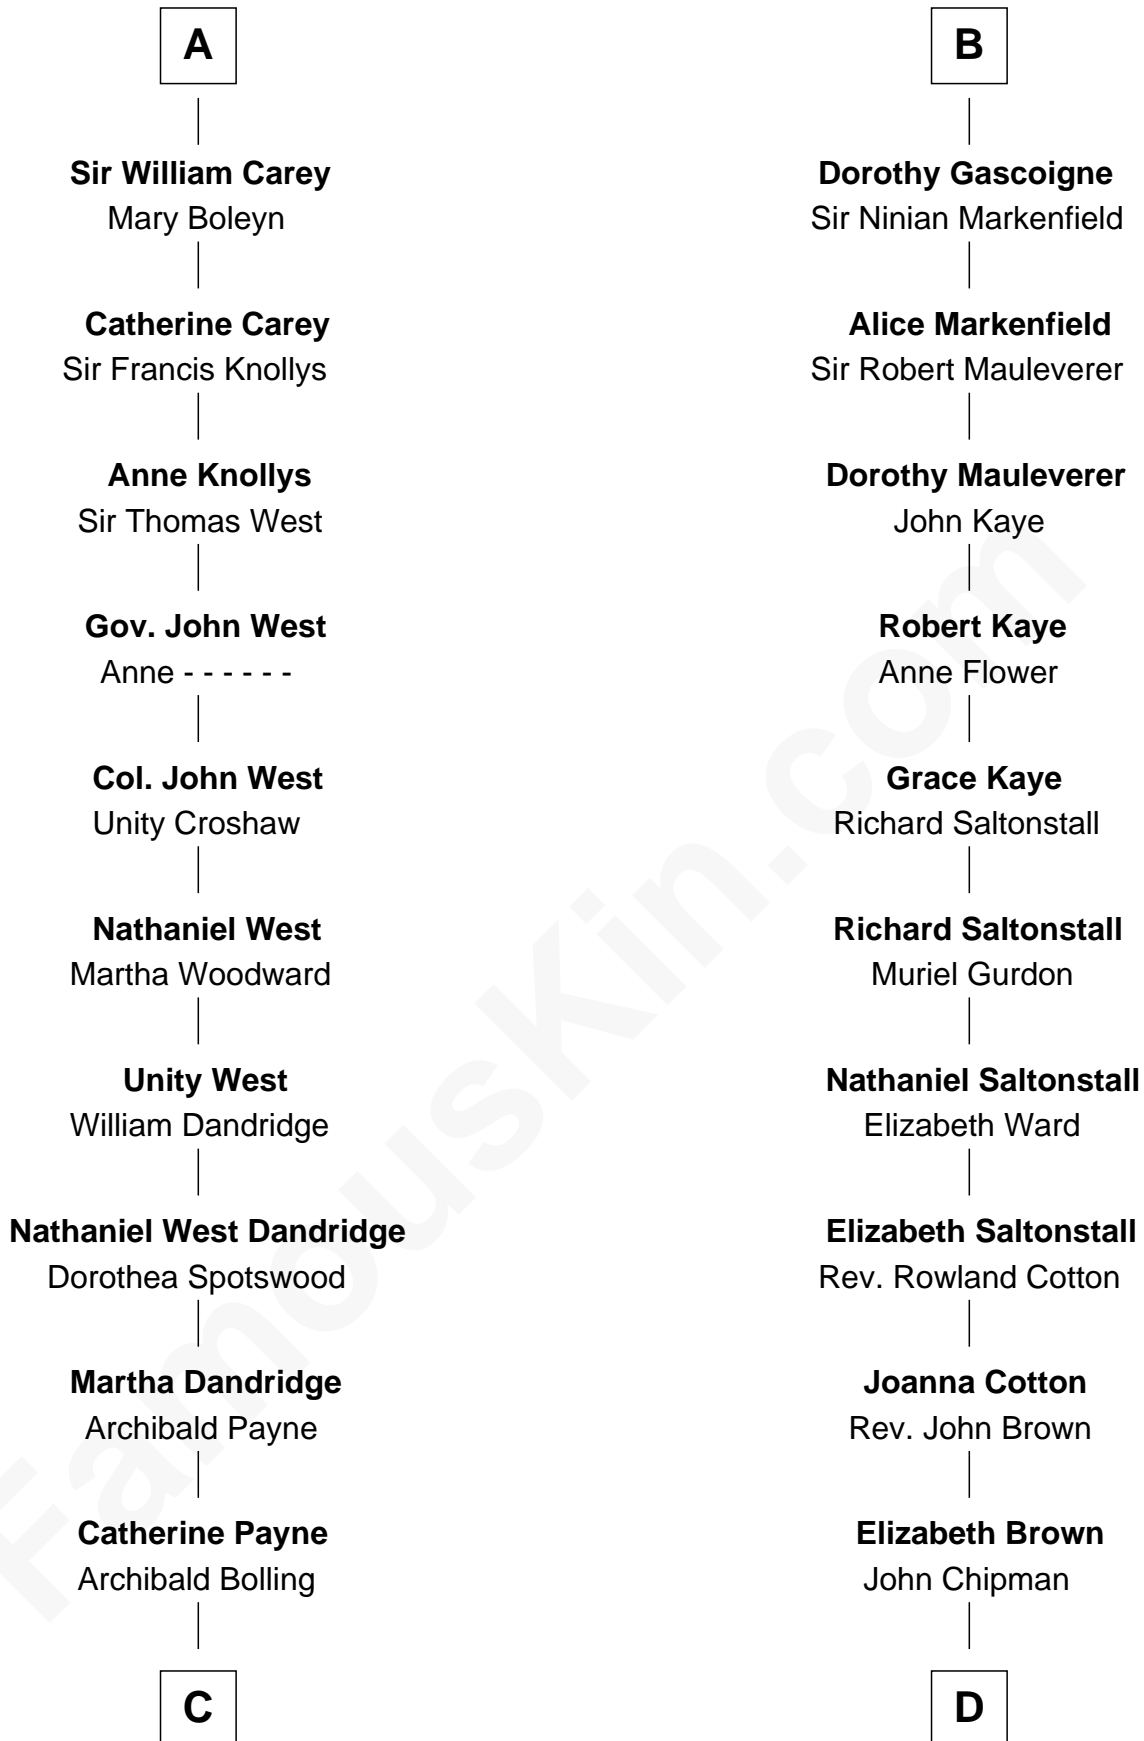 A
Sir William Carey
Mary Boleyn
Catherine Carey
Sir Francis Knollys
Anne Knollys
Sir Thomas West
Gov. John West
Anne - - - - - -
Col. John West
Unity Croshaw
Nathaniel West
Martha Woodward
Unity West
William Dandridge
Nathaniel West Dandridge
Dorothea Spotswood
Martha Dandridge
Archibald Payne
Catherine Payne
Archibald Bolling
C
B
Dorothy Gascoigne
Sir Ninian Markenfield
Alice Markenfield
Sir Robert Mauleverer
Dorothy Mauleverer
John Kaye
Robert Kaye
Anne Flower
Grace Kaye
Richard Saltonstall
Richard Saltonstall
Muriel Gurdon
Nathaniel Saltonstall
Elizabeth Ward
Elizabeth Saltonstall
Rev. Rowland Cotton
Joanna Cotton
Rev. John Brown
Elizabeth Brown
John Chipman
D
FamousKin.com